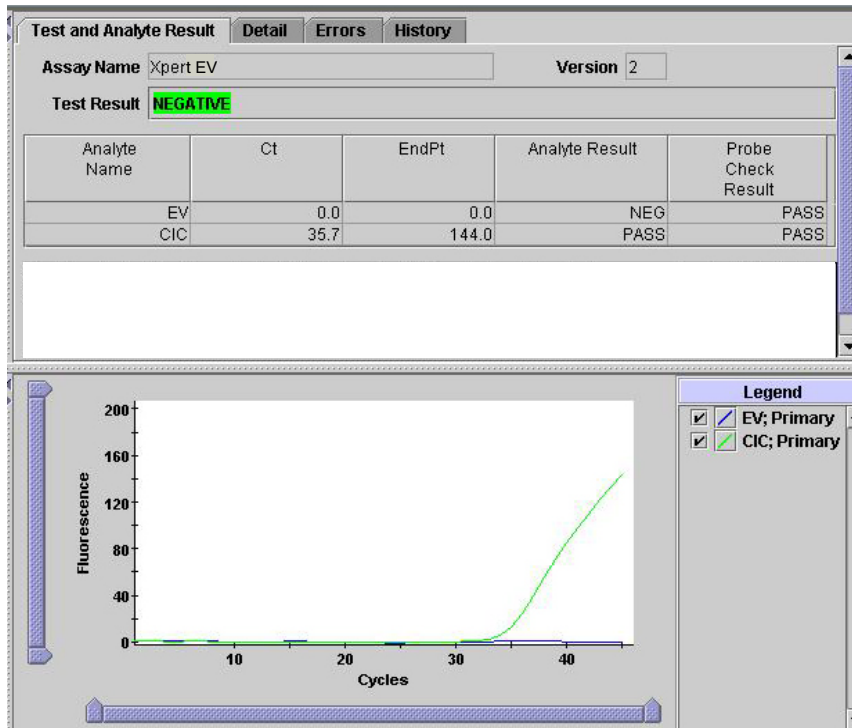 Test and Analyte Result Detail Errors History
Assay Name Xpert EV Version 2
Test Result NEGATIVE
Analyte Name Ct EndPt Analyte Result Probe Check Result
EV 0.0 0.0 NEG PASS
CIC 35.7 144.0 PASS PASS
Legend
EV; Primary
CIC; Primary
200
160
120
80
40
0
Fluorescence
10 20 30 40
Cycles